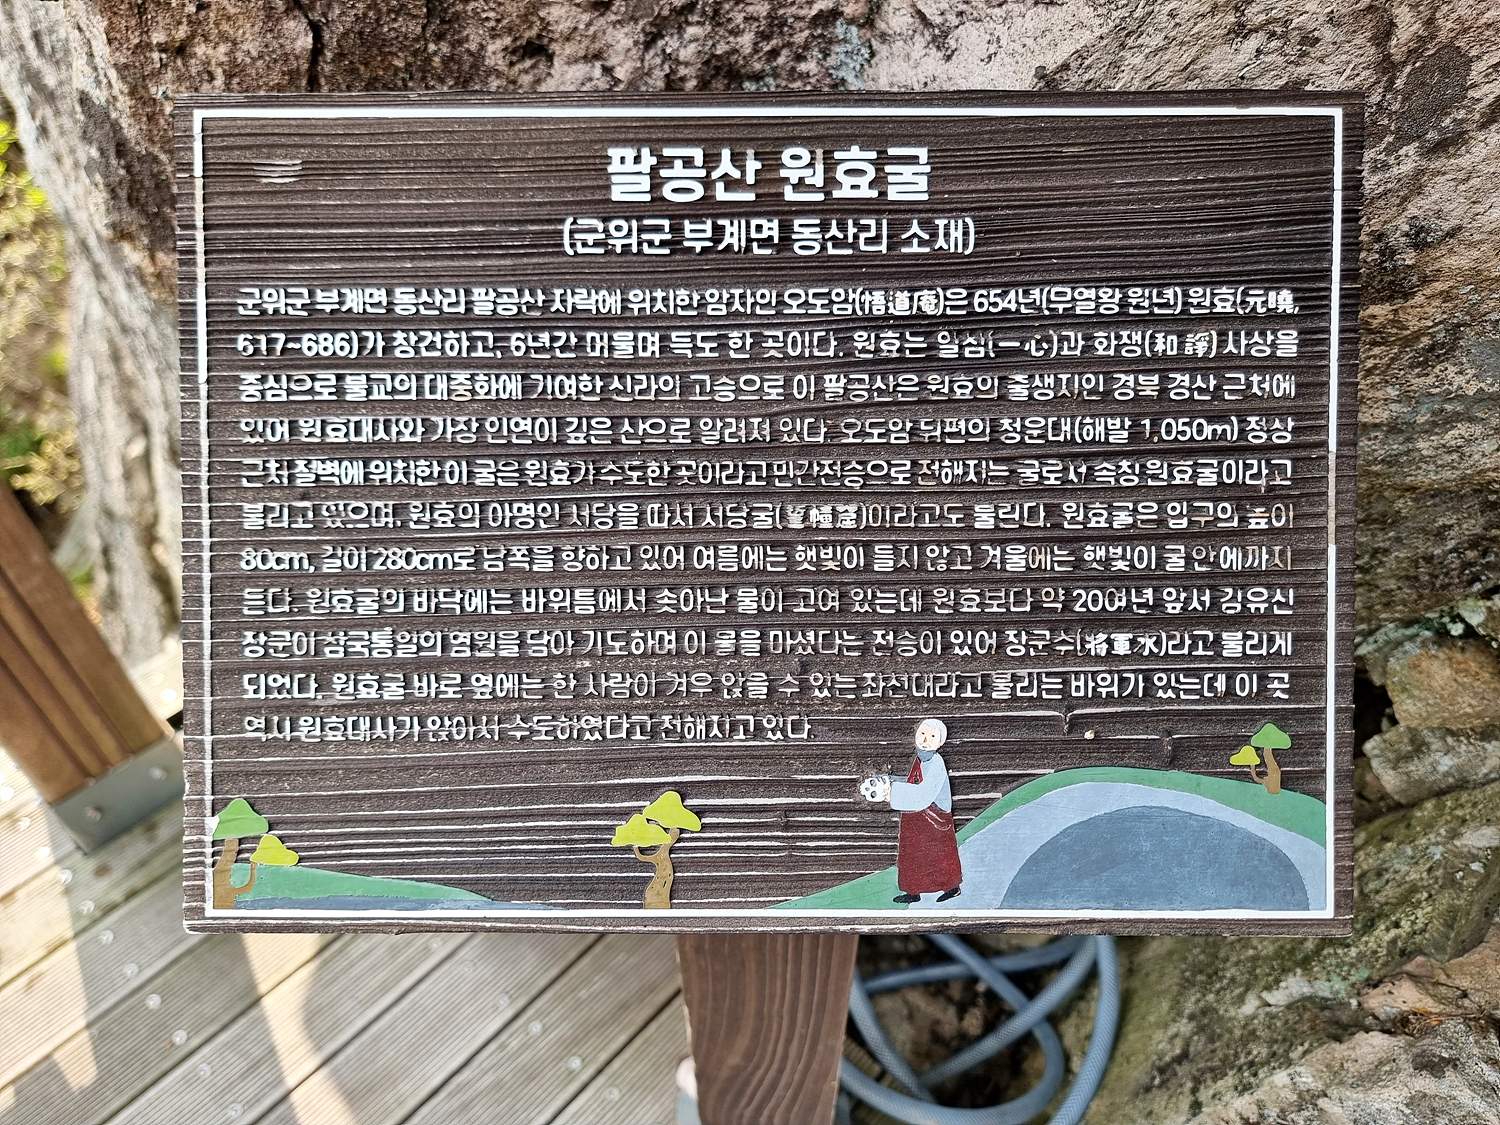 팔공산 원효굴
(군위군 부계면 동산리 소재)
군위군 부계면 동산리 팔공산 자락에 위치한 암자인 오도암(悟道庵)은 654년(무열왕 원년) 원효(元曉,
617~686)가 창건하고, 6년간 머물며 득도 한 곳이다. 원효는 일심(一心)과 화쟁(和諍) 사상을
중심으로 불교의 대중화에 기여한 신라의 고승으로 이 팔공산은 원효의 출생지인 경북 경산 근처에
있어 원효대사와 가장 인연이 깊은 산으로 알려져 있다. 오도암 뒤편의 청운대(해발 1,050m) 정상
근처 절벽에 위치한 이 굴은 원효가 수도한 곳이라고 민간전승으로 전해지는 굴로서 속칭 원효굴이라고
불리고 있으며, 원효의 아명인 서당을 따서 서당굴(幢窟)이라고도 불린다. 원효굴은 입구의 높이
80cm, 길이 280cm로 남쪽을 향하고 있어 여름에는 햇빛이 들지 않고 겨울에는 햇빛이 굴 안에까지
든다. 원효굴의 바닥에는 바위틈에서 솟아난 물이 고여 있는데 원효보다 약 200여년 앞서 김유신
장군이 삼국통일의 염원을 담아 기도하며 이 물을 마셨다는 전승이 있어 장군수(將軍水)라고 불리게
되었다. 원효굴 바로 옆에는 한 사람이 겨우 앉을 수 있는 좌선대라고 불리는 바위가 있는데 이 곳
역시 원효대사가 앉아서 수도하였다고 전해지고 있다.